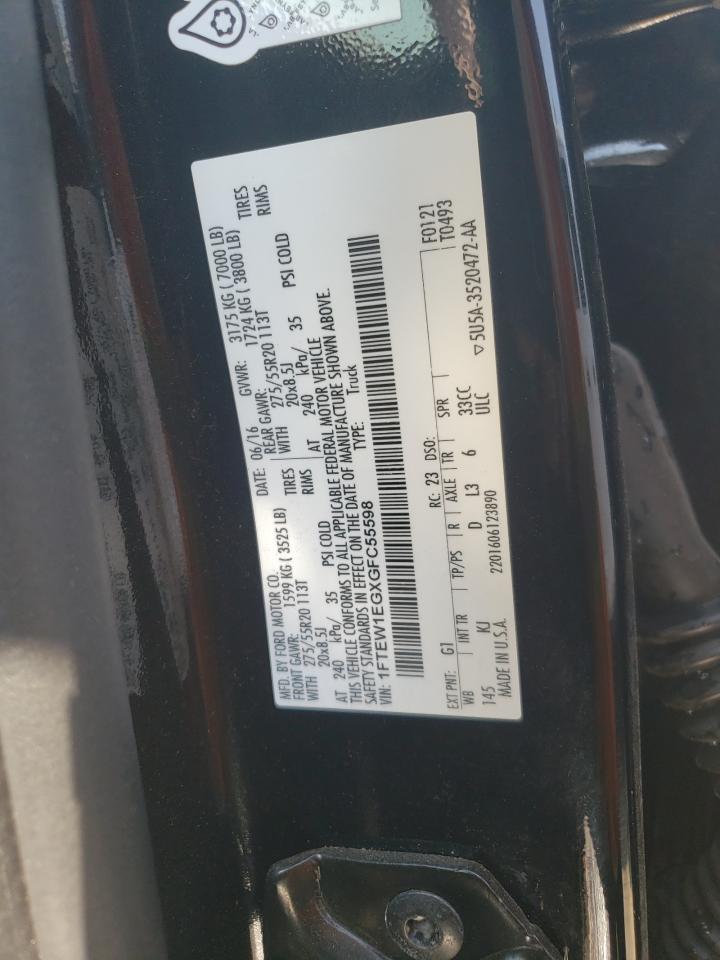 MFD. BY FORD MOTOR CO. DATE: 06/16 GVWR: 3175 KG ( 7000 LB)
FRONT GAWR: 1599 KG ( 3525 LB) REAR GAWR: 1724 KG ( 3800 LB)
WITH 275/55R20 113T TIRES WITH 275/55R20 113T TIRES
20x8.5J RIMS 20x8.5J RIMS
AT 240 kPa/ 35 PSI COLD AT 240 kPa/ 35 PSI COLD
THIS VEHICLE CONFORMS TO ALL APPLICABLE FEDERAL MOTOR VEHICLE
SAFETY STANDARDS IN EFFECT ON THE DATE OF MANUFACTURE SHOWN ABOVE.
VIN: 1FTEW1EGXGFC55598 TYPE: Truck
F0121
T0493
EXT PNT: G1 RC: 23 DSO:
WB INT TR TP/PS R AXLE TR SPR
145 KJ D L3 6 33CC
MADE IN U.S.A. 2201606123890 ULC
5U5A-3520472-AA